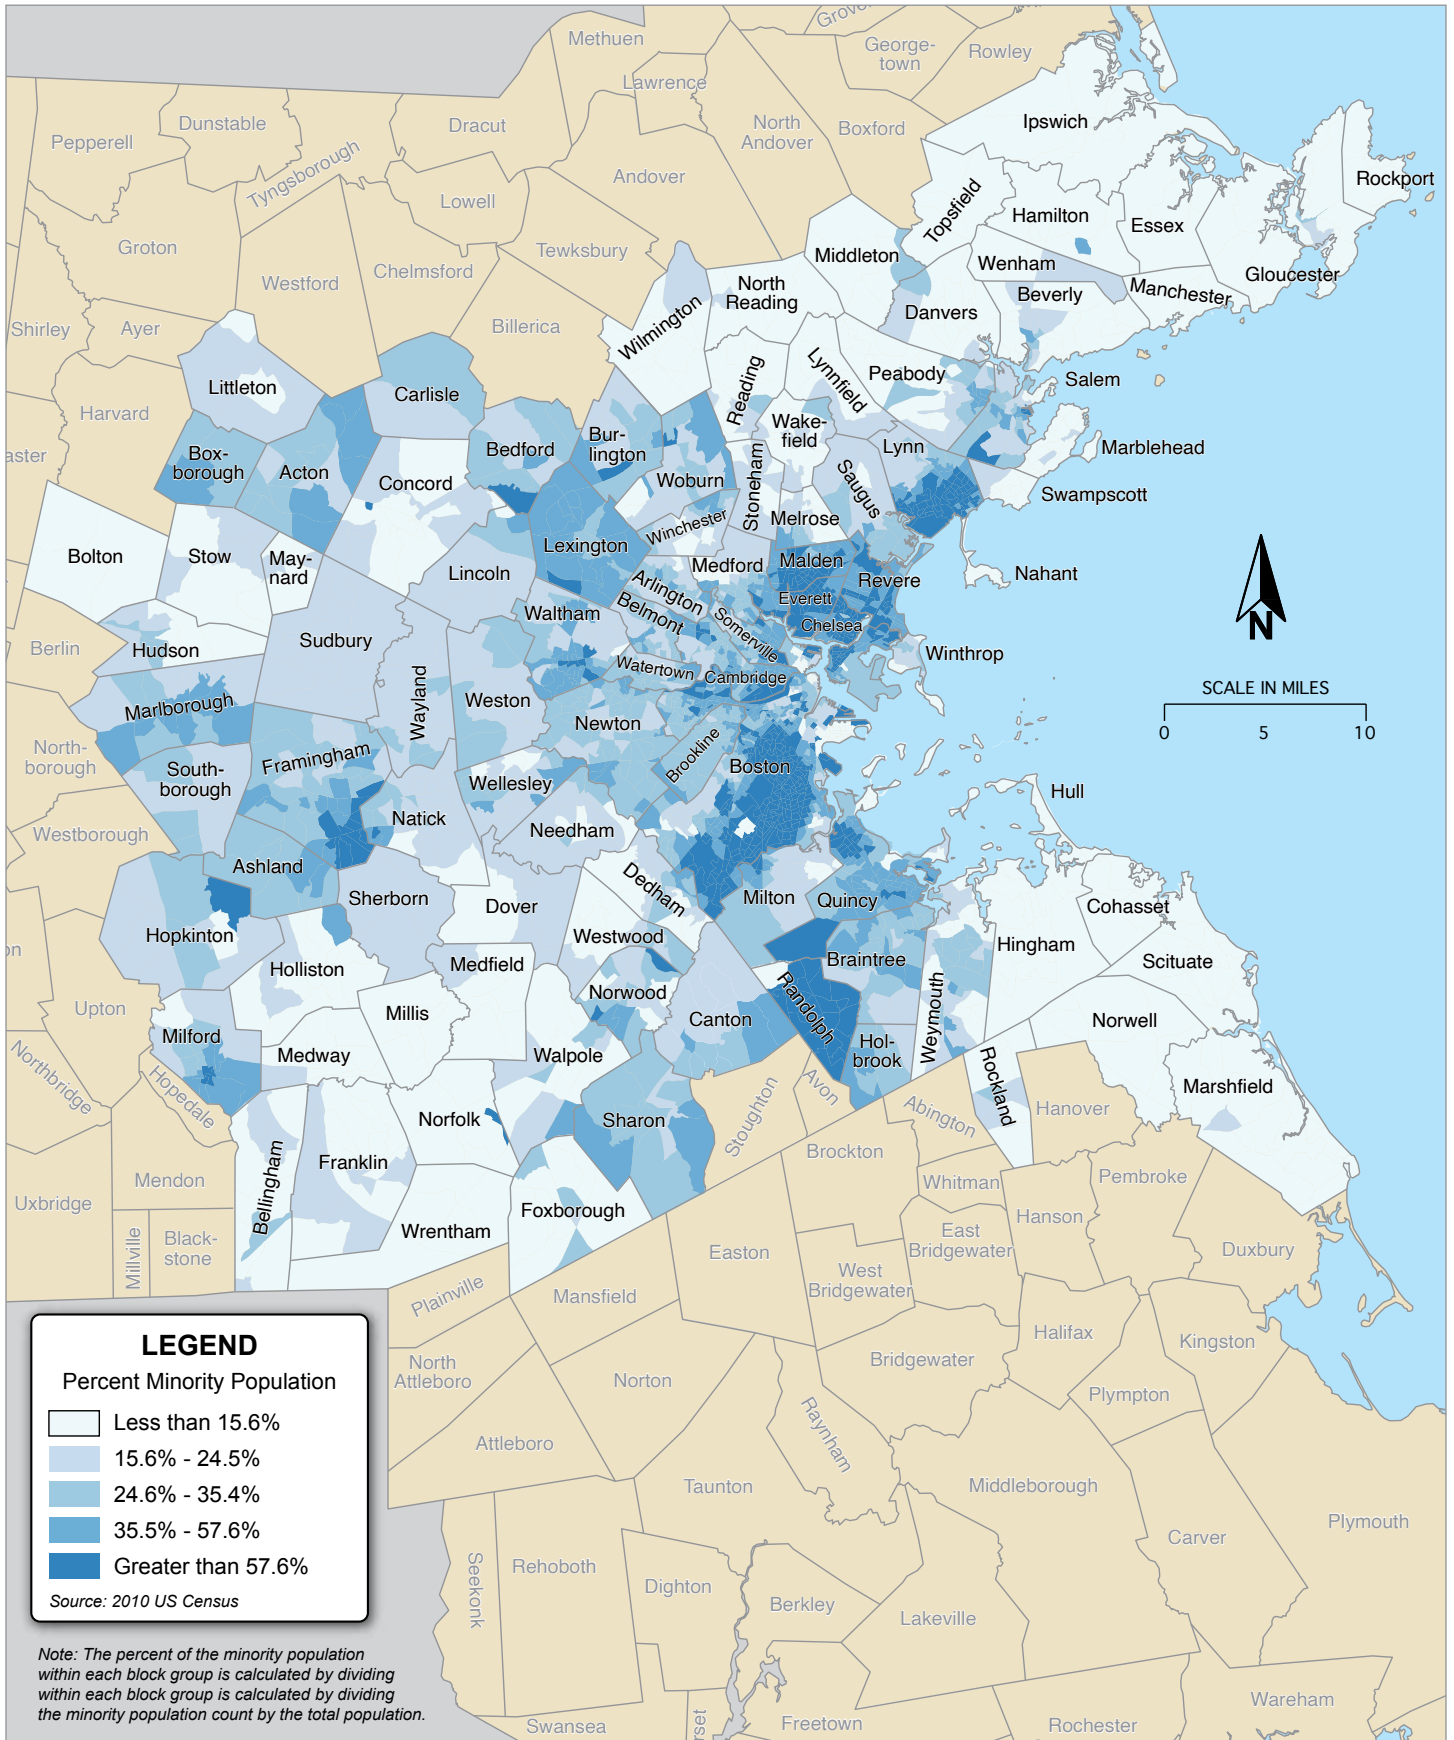 Methuen
Grove
George-
town
Rowley
Lawrence
Pepperell
Dunstable
Dracut
North
Andover
Boxford
Ipswich
Tyngsborough
Andover
Lowell
Rockport
Topsfield
Hamilton
Essex
Groton
Tewksbury
Middleton
Westford
Chelmsford
Wenham
Gloucester
North
Reading
Beverly
Manchester
Shirley
Ayer
Billerica
Wilmington
Danvers
Littleton
Carlisle
Reading
Lynnfield
Peabody
Salem
Harvard
Wake-
field
Bur-
lington
Bedford
Lynn
Marblehead
aster
Box-
borough
Acton
Concord
Woburn
Stoneham
Saugus
Swampscott
Winchester
Melrose
Bolton
Stow
May-
nard
Lexington
Lincoln
Medford
Malden
Revere
Nahant
Arlington
Everett
Belmont
Waltham
Somerville
Chelsea
Berlin
Hudson
Sudbury
Watertown
Cambridge
Winthrop
N
SCALE IN MILES
0
5
10
Marlborough
Wayland
Weston
Newton
North-
borough
Framingham
Brookline
Boston
South-
borough
Wellesley
Hull
Westborough
Natick
Needham
Ashland
Sherborn
Dover
Dedham
Milton
Quincy
Cohasset
on
Hopkinton
Westwood
Hingham
Scituate
Holliston
Medfield
Braintree
Upton
Norwood
Randolph
Weymouth
Millis
Canton
Norwell
Milford
Medway
Walpole
Hol-
brook
Northbridge
Hopedale
Rockland
Marshfield
Norfolk
Sharon
Stoughton
Avon
Abington
Hanover
Franklin
Brockton
Mendon
Bellingham
Whitman
Pembroke
Uxbridge
Foxborough
Hanson
Wrentham
East
Bridgewater
Millville
Black-
stone
Easton
Duxbury
West
Bridgewater
Plainville
Mansfield
Halifax
Kingston
North
Attleboro
Norton
Bridgewater
Plympton
Raynham
Attleboro
Taunton
Middleborough
Plymouth
Carver
Seekonk
Rehoboth
Dighton
Berkley
Lakeville
Wareham
Swansea
rset
Freetown
Rochester
LEGEND
Percent Minority Population
Less than 15.6%
15.6% - 24.5%
24.6% - 35.4%
35.5% - 57.6%
Greater than 57.6%
Source: 2010 US Census
Note: The percent of the minority population
within each block group is calculated by dividing
within each block group is calculated by dividing
the minority population count by the total population.